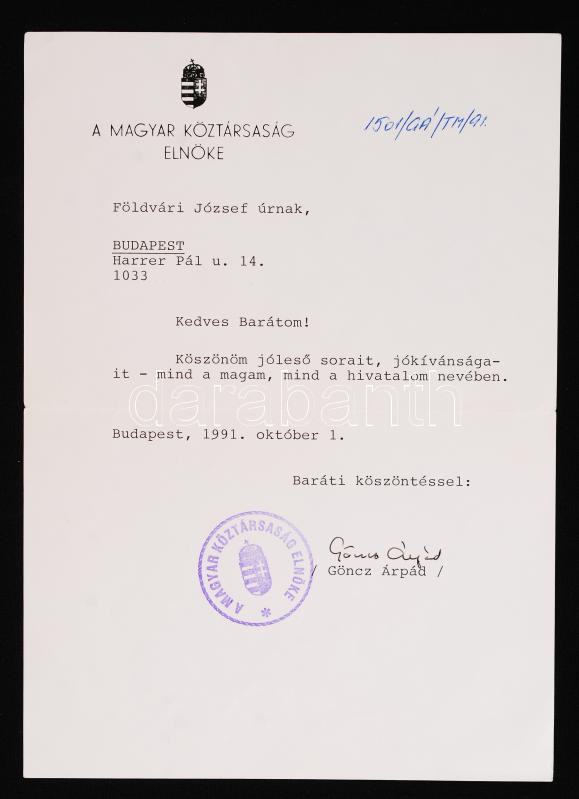 A MAGYAR KÖZTÁRSASÁG
ELNÖKE
1501/GÁ/TM/91.
Földvári József úrnak,
BUDAPEST
Harrer Pál u. 14.
1033
Kedves Barátom!
Köszönöm jóleső sorait, jókívánsága-
it - mind a magam, mind a hivatalom nevében.
darabanth
Budapest, 1991. október 1.
Baráti köszöntéssel:
A MAGYAR KÖZTÁRSASÁG ELNÖKE *
Göncz Árpád
/ Göncz Árpád /